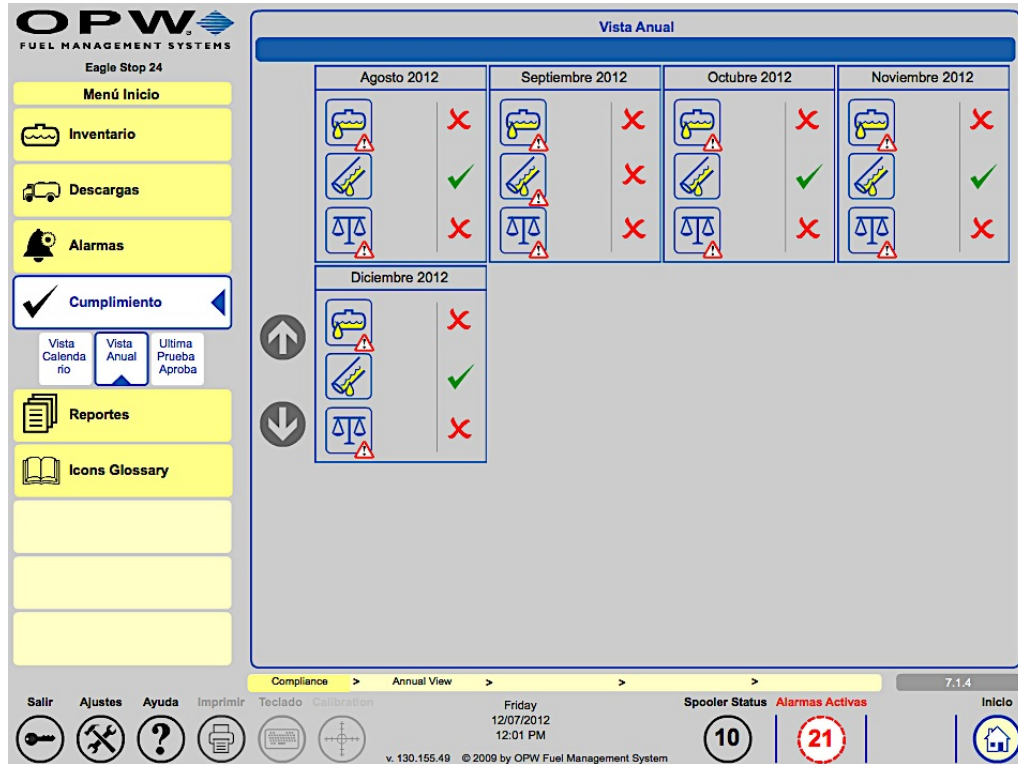 OPW
FUEL MANAGEMENT SYSTEMS
Eagle Stop 24
Menú Inicio
Inventario
Descargas
Alarmas
Cumplimiento
Vista
Calenda
rio
Vista
Anual
Ultima
Prueba
Aproba
Reportes
Icons Glossary
Vista Anual
Agosto 2012
Septiembre 2012
Octubre 2012
Noviembre 2012
Diciembre 2012
Compliance > Annual View > > >
7.1.4
Salir
Ajustes
Ayuda
Imprimir
Teclado
Calibration
Friday
12/07/2012
12:01 PM
v. 130.155.49 © 2009 by OPW Fuel Management System
Spooler Status
10
Alarmas Activas
21
Inicio